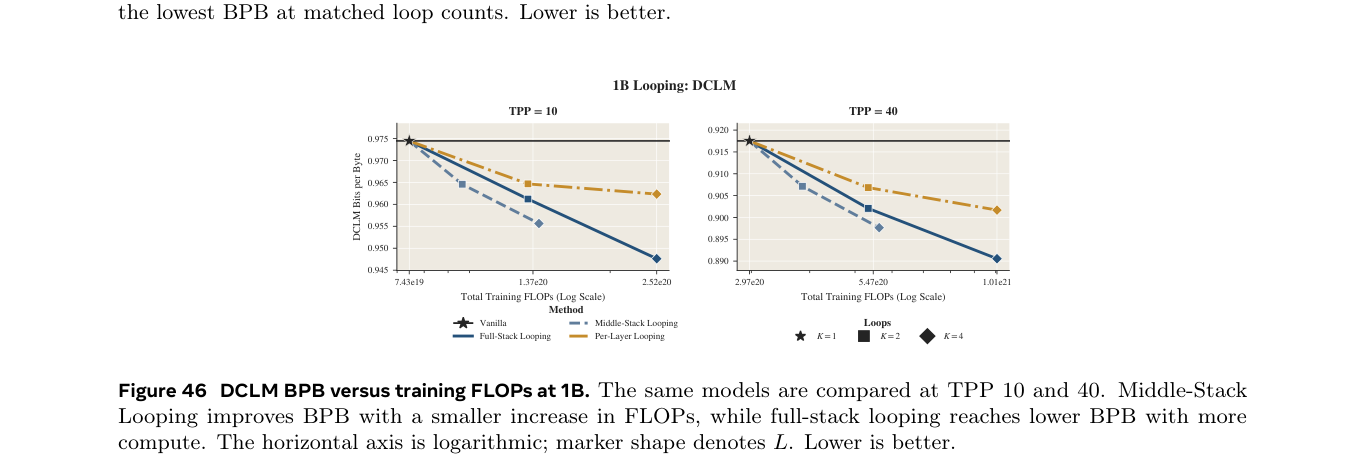 the lowest BPB at matched loop counts. Lower is better.
1B Looping: DCLM
TPP = 10
TPP = 40
DCLM Bits per Byte
0.975
0.970
0.965
0.960
0.955
0.950
0.945
7.43e19
1.37e20
2.52e20
Total Training FLOPs (Log Scale)
0.920
0.915
0.910
0.905
0.900
0.895
0.890
2.97e20
5.47e20
1.01e21
Total Training FLOPs (Log Scale)
Method
Vanilla
Middle-Stack Looping
Full-Stack Looping
Per-Layer Looping
Loops
K = 1
K = 2
K = 4
Figure 46 DCLM BPB versus training FLOPs at 1B. The same models are compared at TPP 10 and 40. Middle-Stack
Looping improves BPB with a smaller increase in FLOPs, while full-stack looping reaches lower BPB with more
compute. The horizontal axis is logarithmic; marker shape denotes L. Lower is better.